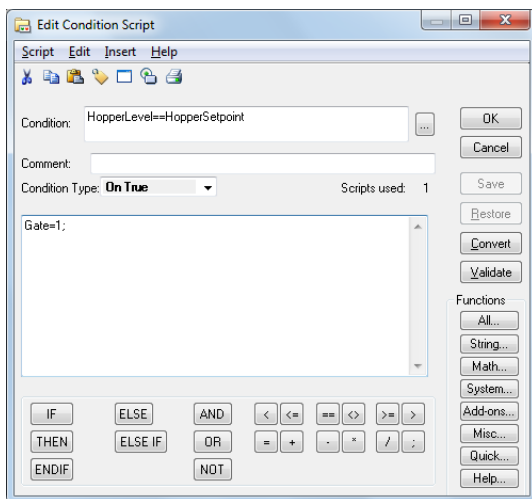 Edit Condition Script
Script Edit Insert Help
Condition: HopperLevel==HopperSetpoint ...
OK
Cancel
Comment:
Condition Type: On True Scripts used: 1
Save
Restore
Gate=1;
Convert
Validate
Functions
All...
String...
Math...
System...
Add-ons...
Misc...
Quick...
Help...
IF ELSE AND < <= == <> >= >
THEN ELSE IF OR = + - * / ;
ENDIF NOT